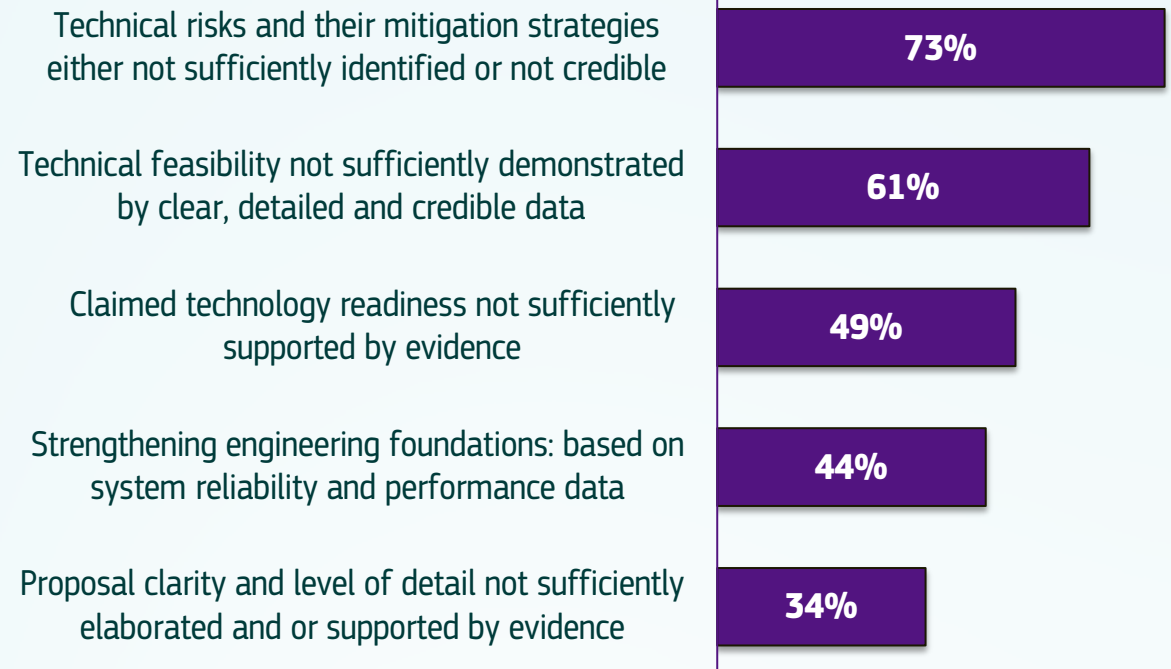 Technical risks and their mitigation strategies
either not sufficiently identified or not credible
73%
Technical feasibility not sufficiently demonstrated
by clear, detailed and credible data
61%
Claimed technology readiness not sufficiently
supported by evidence
49%
Strengthening engineering foundations: based on
system reliability and performance data
44%
Proposal clarity and level of detail not sufficiently
elaborated and or supported by evidence
34%